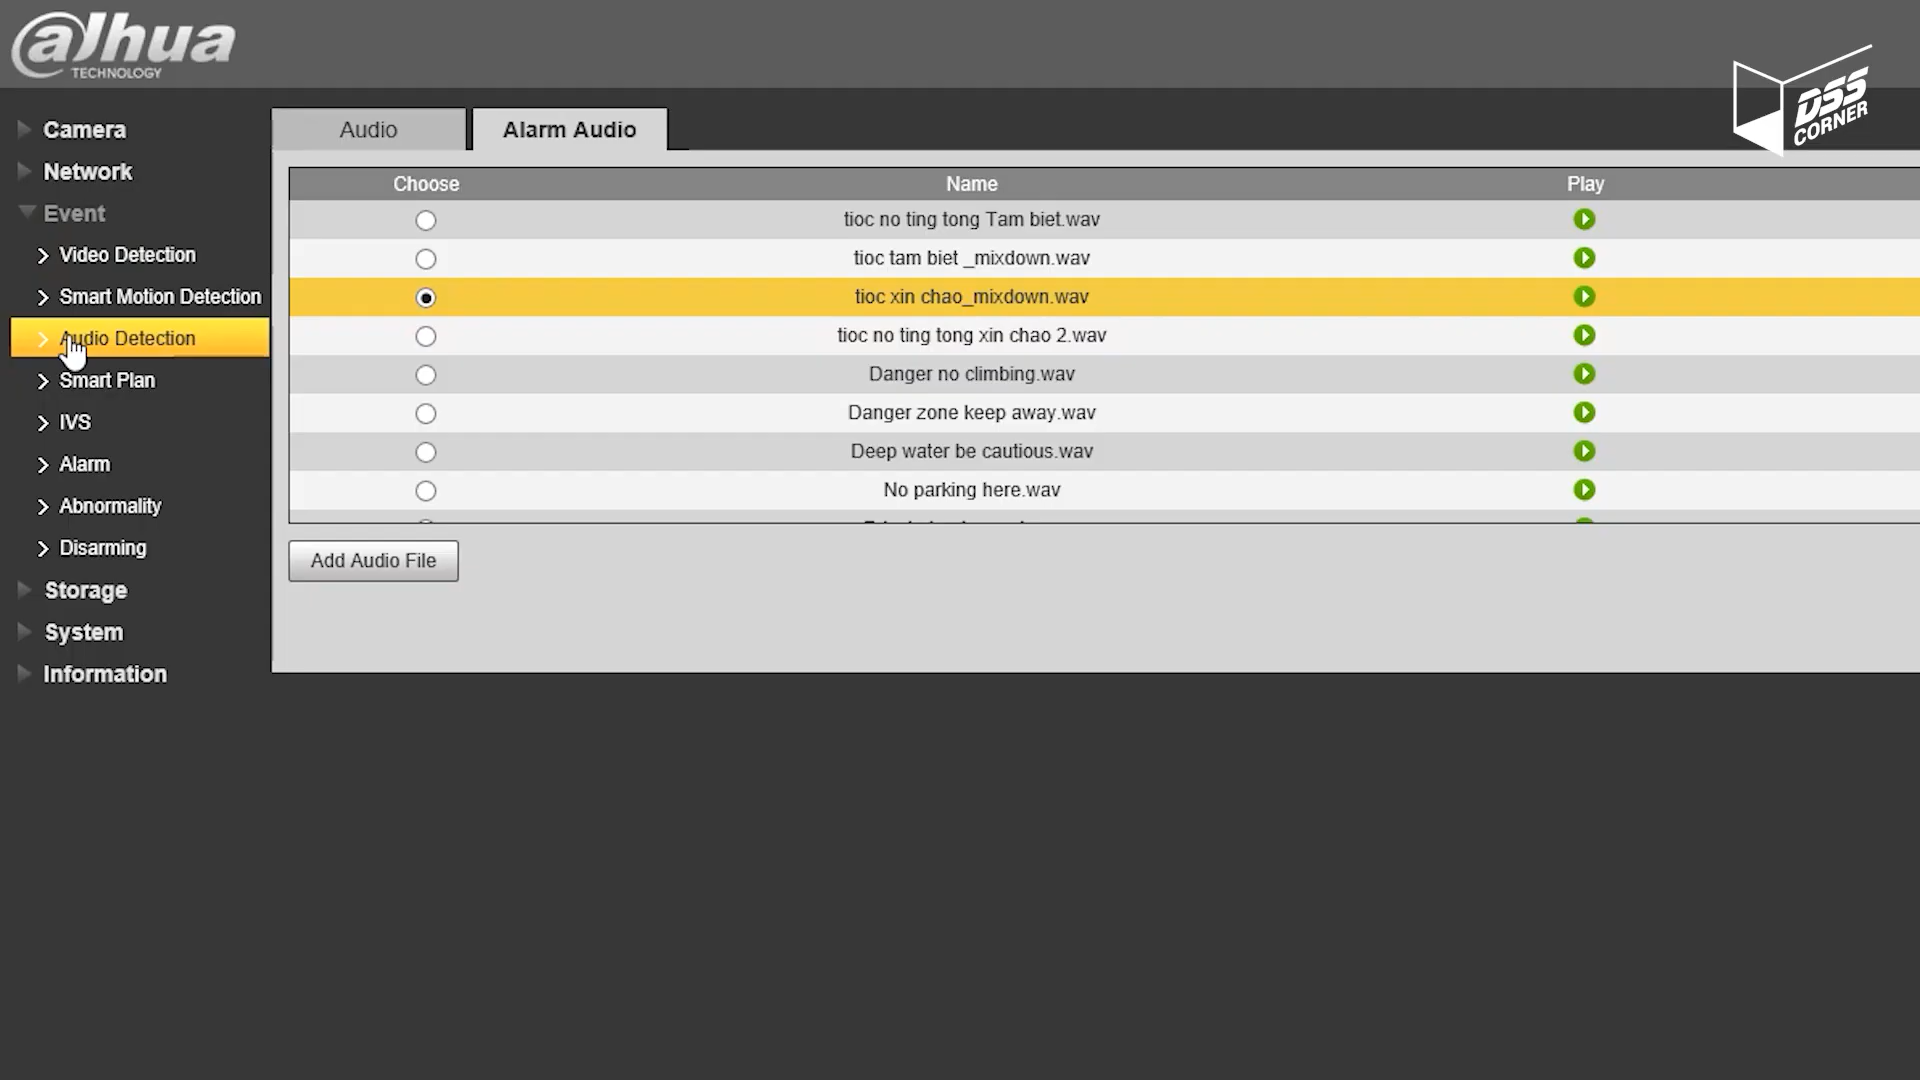 alhua
TECHNOLOGY
DSS
CORNER
Camera
Network
Event
Video Detection
Smart Motion Detection
Audio Detection
Smart Plan
IVS
Alarm
Abnormality
Disarming
Storage
System
Information
Audio
Alarm Audio
Choose Name Play
tioc no ting tong Tam biet.wav
tioc tam biet _mixdown.wav
tioc xin chao_mixdown.wav
tioc no ting tong xin chao 2.wav
Danger no climbing.wav
Danger zone keep away.wav
Deep water be cautious.wav
No parking here.wav
Add Audio File